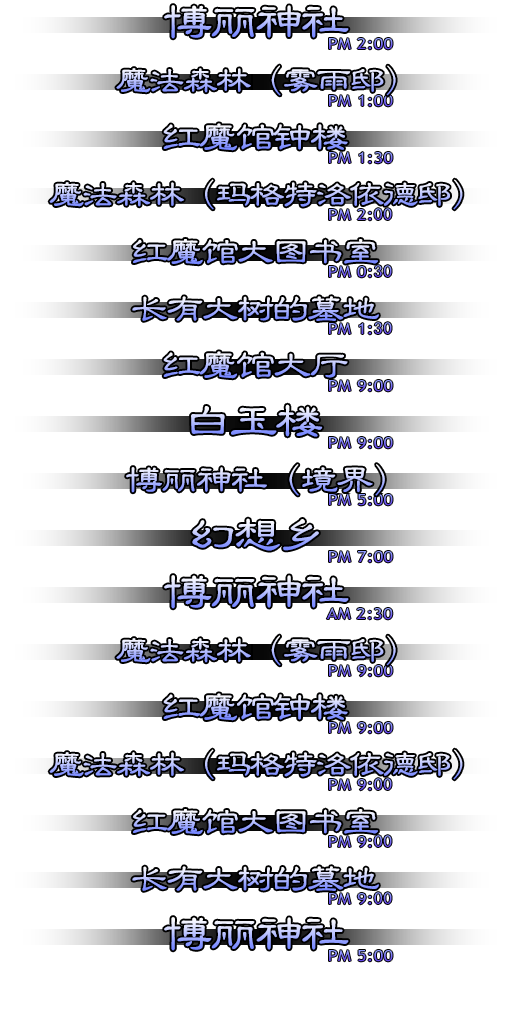 博丽神社
PM 2:00
魔法森林（雾雨邸）
PM 1:00
红魔馆钟楼
PM 1:30
魔法森林（玛格特洛依德邸）
PM 2:00
红魔馆大图书室
PM 0:30
长有大树的墓地
PM 1:30
红魔馆大厅
PM 9:00
白玉楼
PM 9:00
博丽神社（境界）
PM 5:00
幻想乡
PM 7:00
博丽神社
AM 2:30
魔法森林（雾雨邸）
PM 9:00
红魔馆钟楼
PM 9:00
魔法森林（玛格特洛依德邸）
PM 9:00
红魔馆大图书室
PM 9:00
长有大树的墓地
PM 9:00
博丽神社
PM 5:00